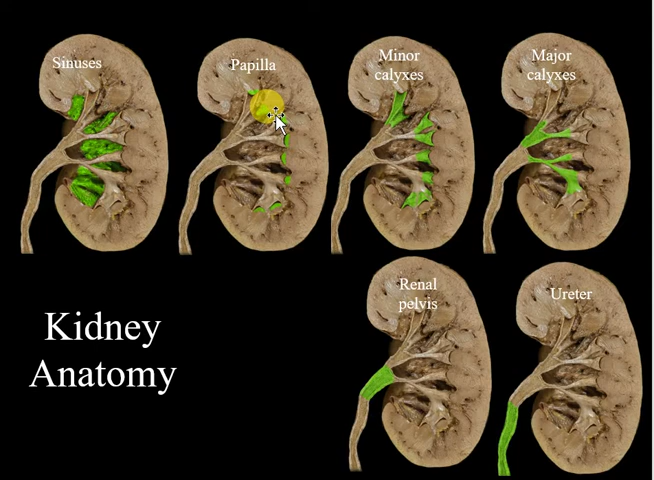 Sinuses
Papilla
Minor
calyxes
Major
calyxes
Renal
pelvis
Ureter
Kidney
Anatomy